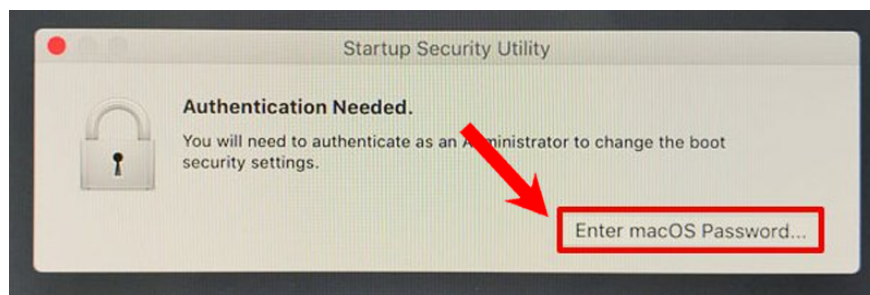 Startup Security Utility
Authentication Needed.
You will need to authenticate as an Administrator to change the boot
security settings.
Enter macOS Password...